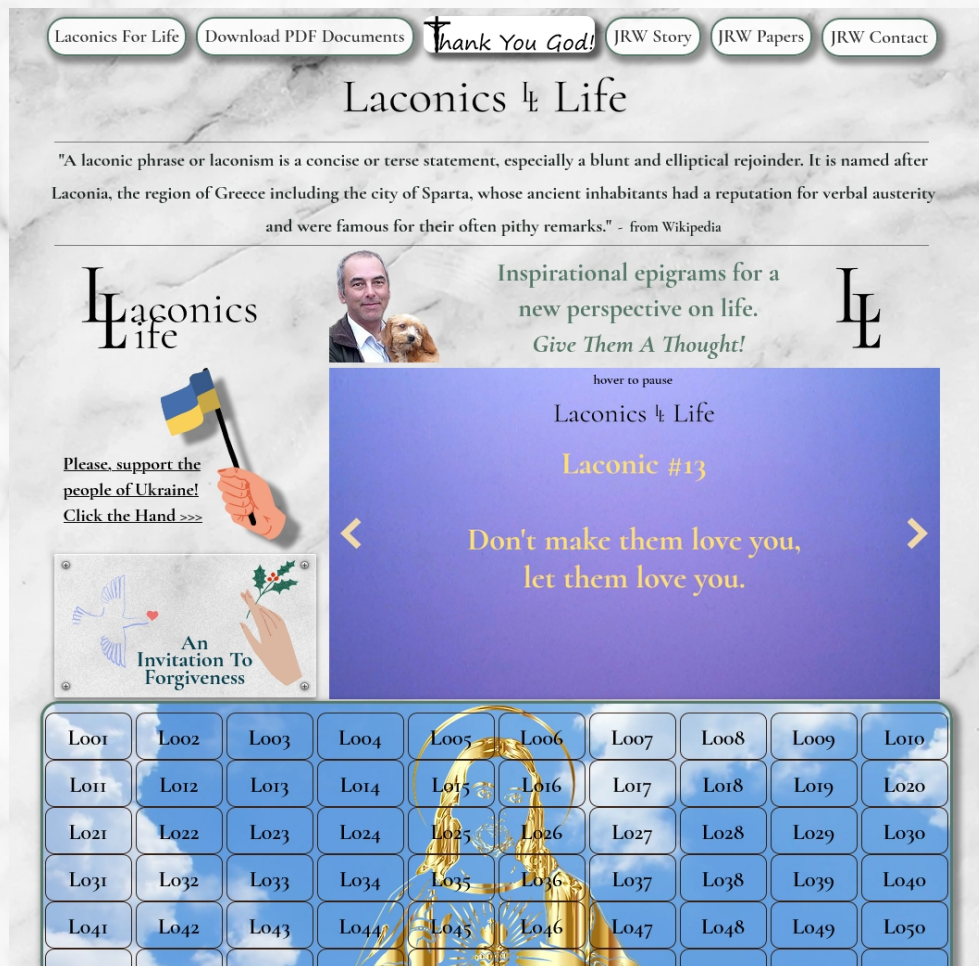 Laconics For Life
Download PDF Documents
Thank You God!
JRW Story
JRW Papers
JRW Contact
Laconics LL Life
"A laconic phrase or laconism is a concise or terse statement, especially a blunt and elliptical rejoinder. It is named after
Laconia, the region of Greece including the city of Sparta, whose ancient inhabitants had a reputation for verbal austerity
and were famous for their often pithy remarks." - from Wikipedia
Laconics
Life
Inspirational epigrams for a
new perspective on life.
Give Them A Thought!
LL
Please, support the
people of Ukraine!
Click the Hand >>>
An
Invitation To
Forgiveness
hover to pause
Laconics LL Life
Laconic #13
Don't make them love you,
let them love you.
L001 L002 L003 L004 L005 L006 L007 L008 L009 L010
L011 L012 L013 L014 L015 L016 L017 L018 L019 L020
L021 L022 L023 L024 L025 L026 L027 L028 L029 L030
L031 L032 L033 L034 L035 L036 L037 L038 L039 L040
L041 L042 L043 L044 L045 L046 L047 L048 L049 L050